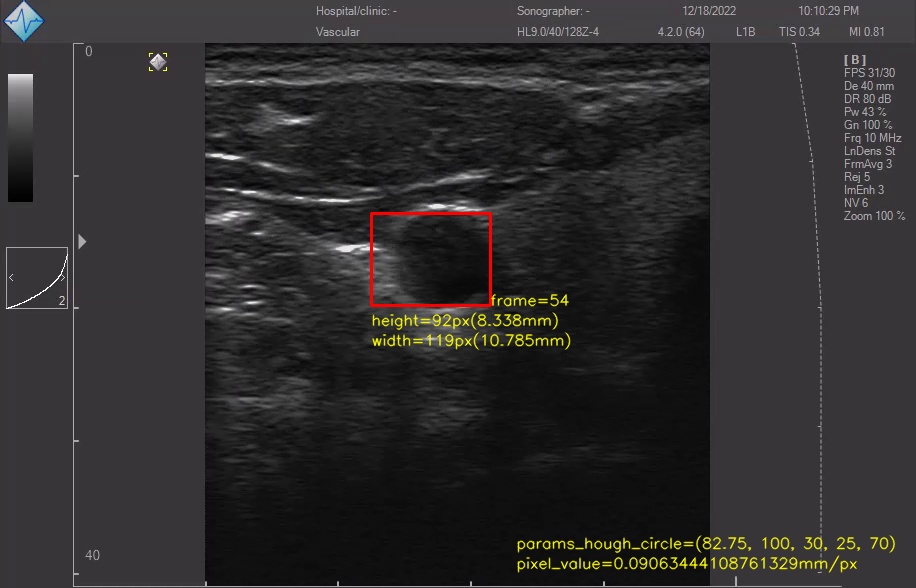 Hospital/clinic: - Sonographer: - 12/18/2022 10:10:29 PM
Vascular HL9.0/40/128Z-4 4.2.0 (64) L1B TIS 0.34 MI 0.81
0
[ B ]
FPS 31/30
De 40 mm
DR 80 dB
Pw 43 %
Gn 100 %
Frq 10 MHz
LnDens St
FrmAvg 3
Rej 5
ImEnh 3
NV 6
Zoom 100 %
2
frame=54
height=92px(8.338mm)
width=119px(10.785mm)
40
params_hough_circle=(82.75, 100, 30, 25, 70)
pixel_value=0.09063444108761329mm/px